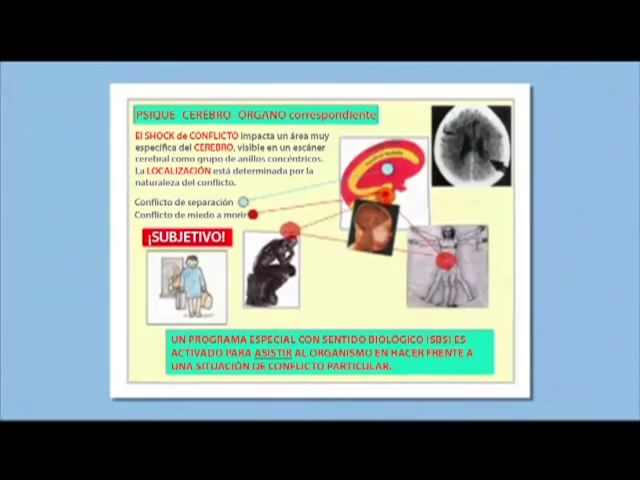 PSIQUE - CERÉBRO - ÓRGANO correspondiente
El SHOCK de CONFLICTO impacta un área muy
específica del CEREBRO, visible en un escáner
cerebral como grupo de anillos concéntricos.
La LOCALIZACIÓN está determinada por la
naturaleza del conflicto.
Conflicto de separación
Conflicto de miedo a morir
¡SUBJETIVO!
UN PROGRAMA ESPECIAL CON SENTIDO BIOLÓGICO (SBS) ES
ACTIVADO PARA ASISTIR AL ORGANISMO EN HACER FRENTE A
UNA SITUACIÓN DE CONFLICTO PARTICULAR.